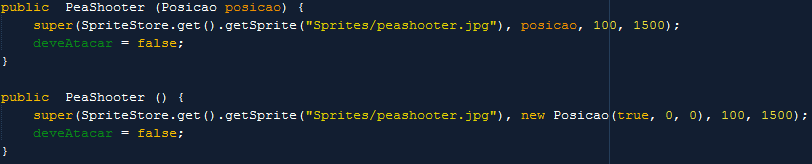 public  PeaShooter (Posicao posicao) {
    super(SpriteStore.get().getSprite("Sprites/peashooter.jpg"), posicao, 100, 1500);
    deveAtacar = false;
}

public  PeaShooter () {
    super(SpriteStore.get().getSprite("Sprites/peashooter.jpg"), new Posicao(true, 0, 0), 100, 1500);
    deveAtacar = false;
}